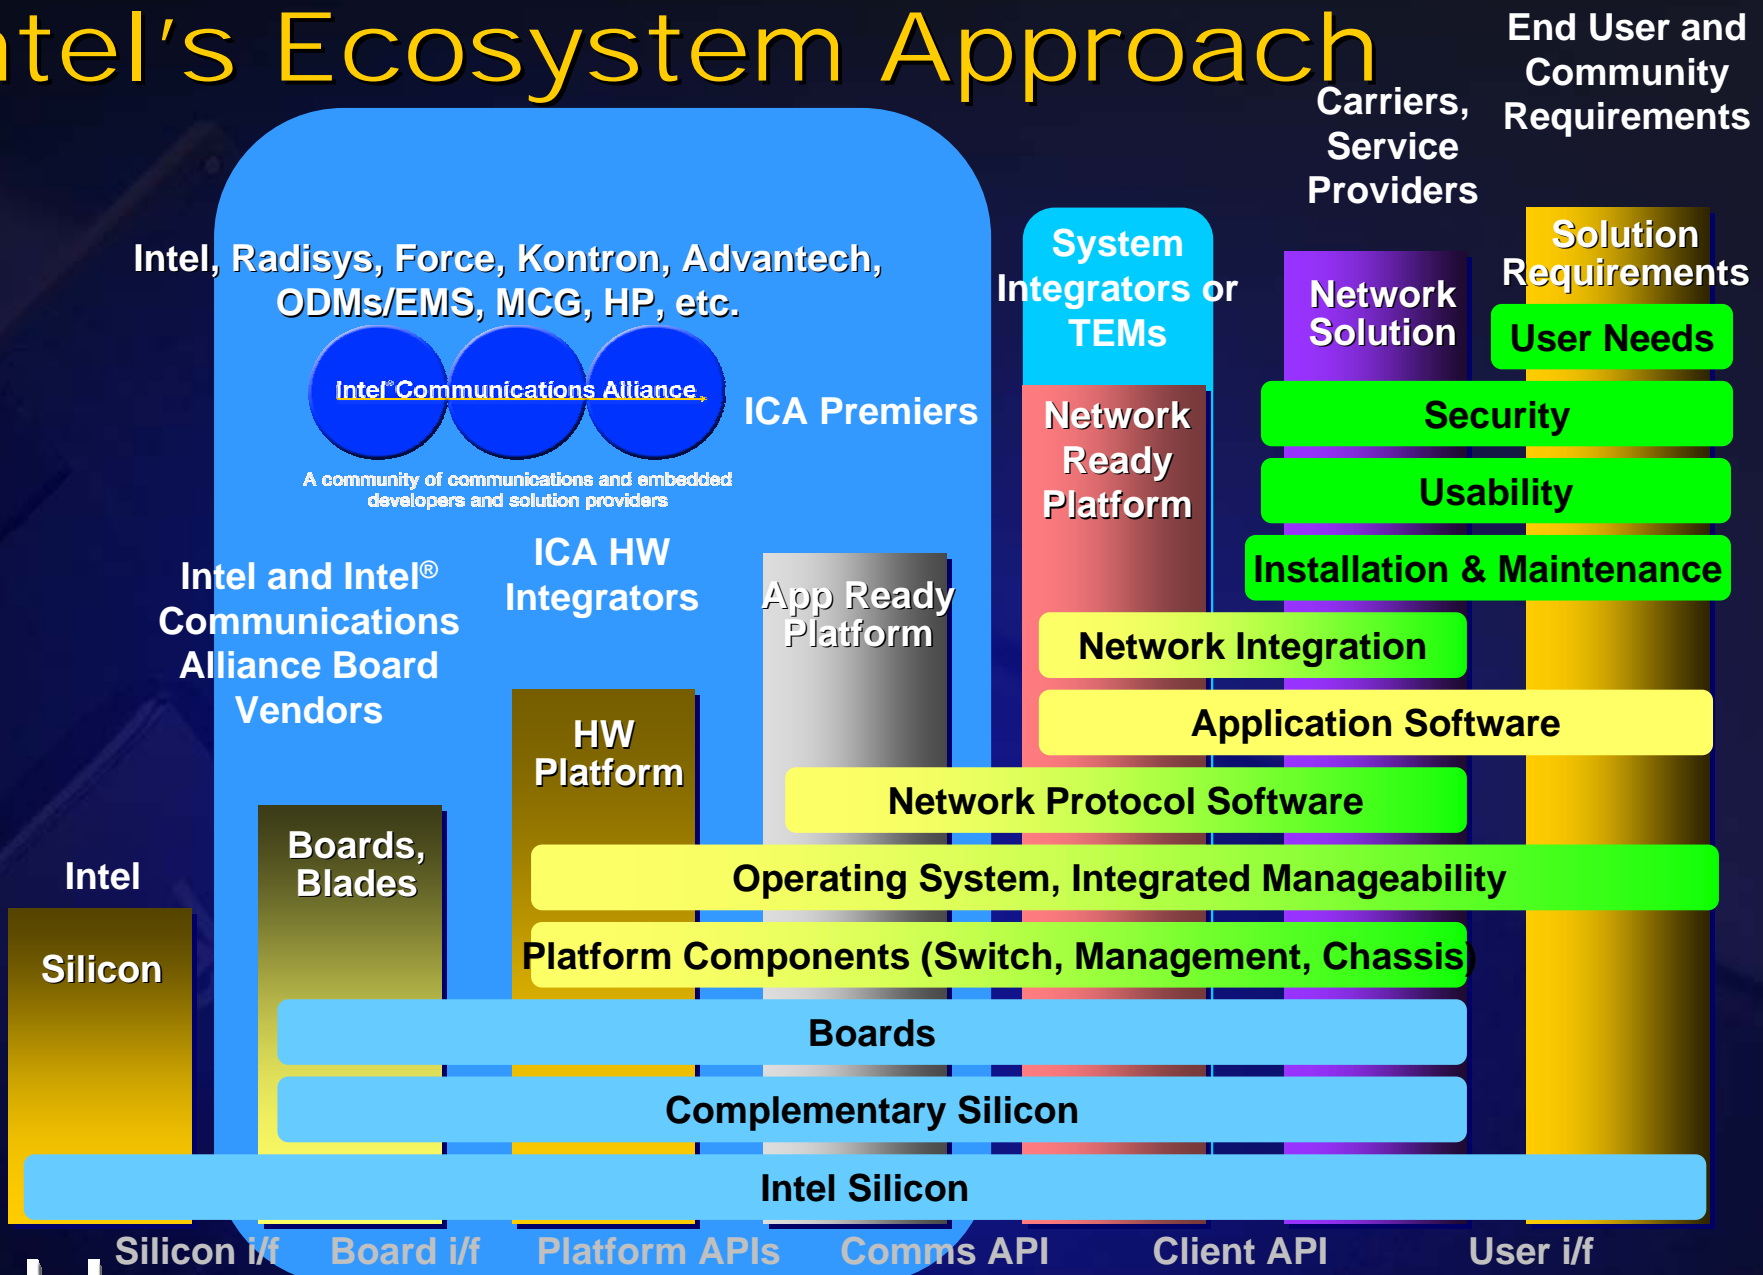 ntel's Ecosystem Approach
End User and
Community
Requirements
Carriers,
Service
Providers
Intel, Radisys, Force, Kontron, Advantech,
ODMs/EMS, MCG, HP, etc.
Intel® Communications Alliance
A community of communications and embedded
developers and solution providers
ICA Premiers
System
Integrators or
TEMs
Network
Ready
Platform
Network
Solution
Solution
Requirements
User Needs
Security
Usability
Installation & Maintenance
Intel and Intel®
Communications
Alliance Board
Vendors
ICA HW
Integrators
App Ready
Platform
Network Integration
Application Software
HW
Platform
Network Protocol Software
Boards,
Blades
Operating System, Integrated Manageability
Intel
Silicon
Platform Components (Switch, Management, Chassis)
Boards
Complementary Silicon
Intel Silicon
Silicon i/f
Board i/f
Platform APIs
Comms API
Client API
User i/f